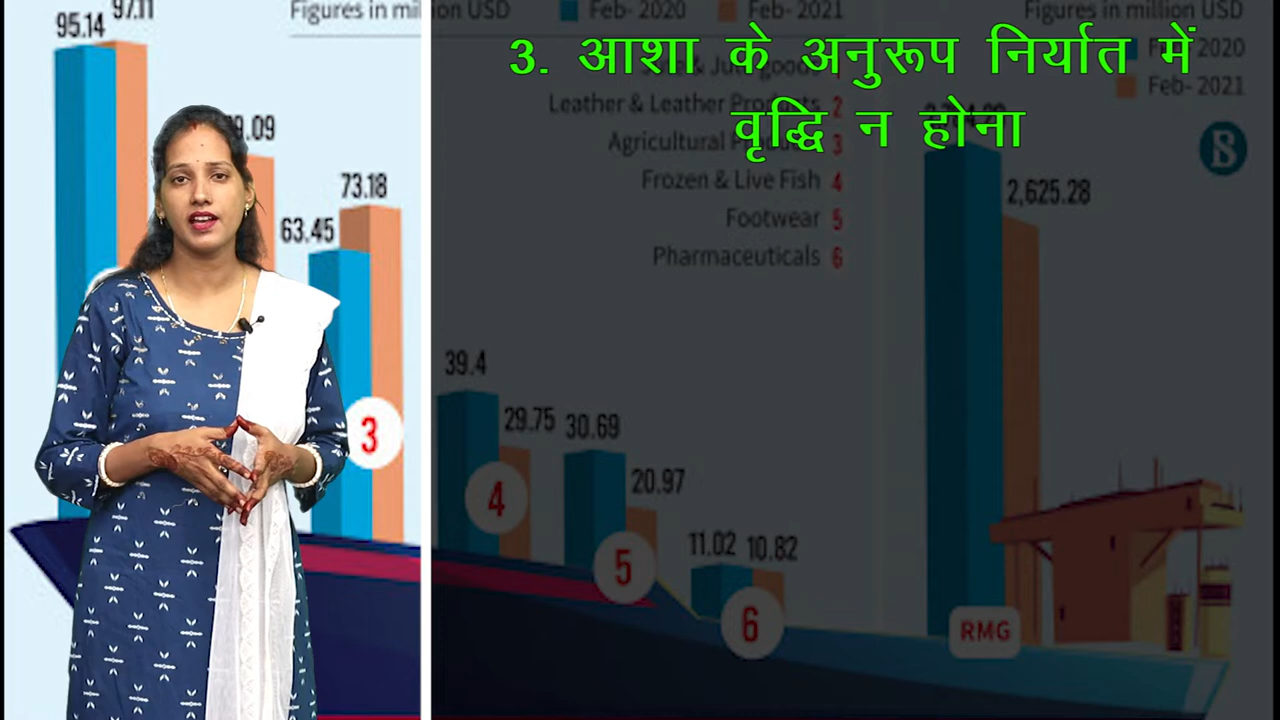 97.11
95.14
Figures in million USD
Feb- 2020
Feb- 2021
Figures in million USD
3. आशा के अनुरूप निर्यात में
वृद्धि न होना
Feb- 2021
Leather & Leather Products 2
Agricultural 3
Frozen & Live Fish 4
Footwear 5
Pharmaceuticals 6
B
73.18
63.45
2,625.28
3
39.4
29.75
30.69
20.97
11.02
10.82
4
5
6
RMG